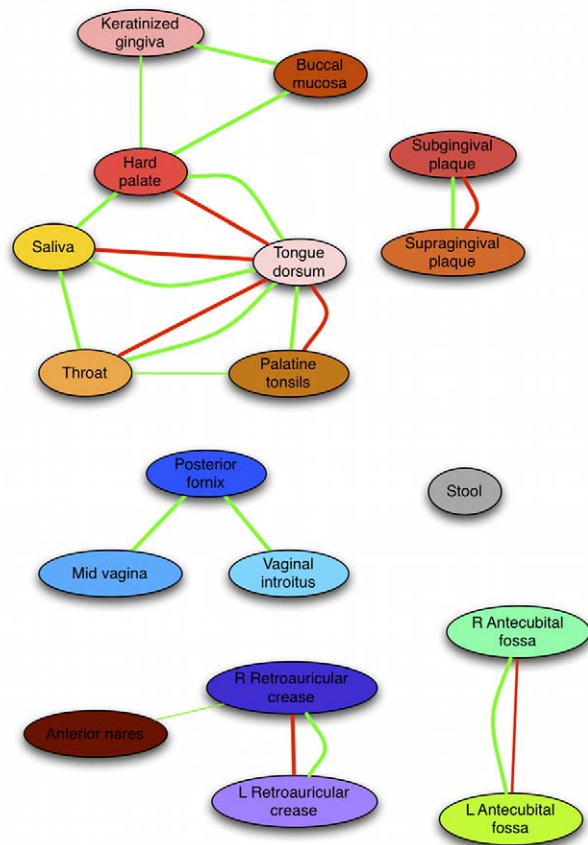 Keratinized
gingiva
Buccal
mucosa
Hard
palate
Subgingival
plaque
Saliva
Tongue
dorsum
Supragingival
plaque
Throat
Palatine
tonsils
Posterior
fornix
Stool
Mid vagina
Vaginal
introitus
R Antecubital
fossa
R Retroauricular
crease
Anterior nares
L Retroauricular
crease
L Antecubital
fossa